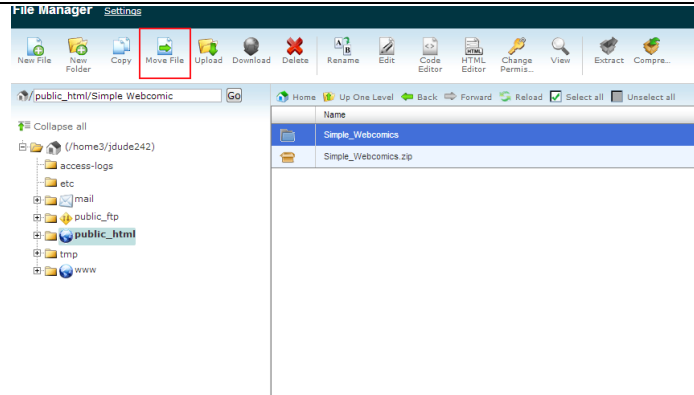 File Manager Settings
New File New Folder Copy Move File Upload Download Delete Rename Edit Code Editor HTML Editor Change Permis... View Extract Compre...
/public_html/Simple Webcomic Go
Home Up One Level Back Forward Reload Select all Unselect all
Name
Collapse all
Simple_Webcomics
(/home3/jdude242)
Simple_Webcomics.zip
access-logs
etc
mail
public_ftp
public_html
tmp
www